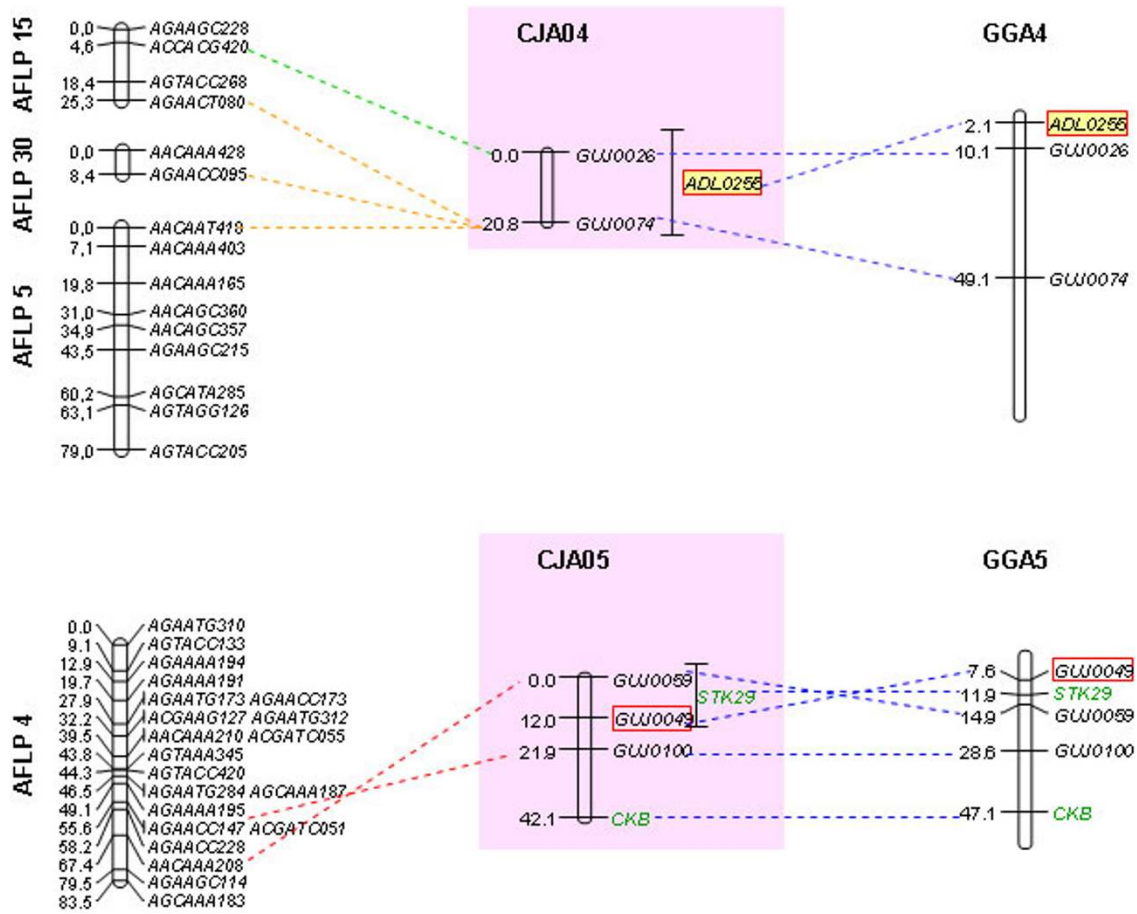 CJA04
GGA4
AFLP 15
0,0 AGAAGC228
4,6 ACCACG420
18,4 AGTACC268
25,3 AGAACT080
AFLP 30
0,0 AACAAA428
8,4 AGAACC095
AFLP 5
0,0 AACAAT418
7,1 AACAAA403
19,8 AACAAA165
31,0 AACAGC360
34,9 AACAGC357
43,5 AGAAGC215
60,2 AGCATA285
63,1 AGTAGG126
79,0 AGTACC205
0.0 GUJ0026
ADL0255
20.8 GUJ0074
2.1 ADL0255
10.1 GUJ0026
49.1 GUJ0074
CJA05
GGA5
AFLP 4
0.0 AGAATG310
9.1 AGTACC133
12.9 AGAAAA194
19.7 AGAAAA191
27.9 AGAATG173 AGAACC173
32.2 ACGAAG127 AGAATG312
39.5 AACAAA210 ACGATC055
43.8 AGTAAA345
44.3 AGTACC420
46.5 AGAATG284 AGCAAA187
49.1 AGAAAA195
55.6 AGAACC147 ACGATC051
58.2 AGAACC228
67.4 AACAAA208
79.5 AGAAGC114
83.5 AGCAAA183
0.0 GUJ0059
STK29
12.0 GUJ0049
21.9 GUJ0100
42.1 CKB
7.6 GUJ0049
11.9 STK29
14.9 GUJ0059
28.6 GUJ0100
47.1 CKB